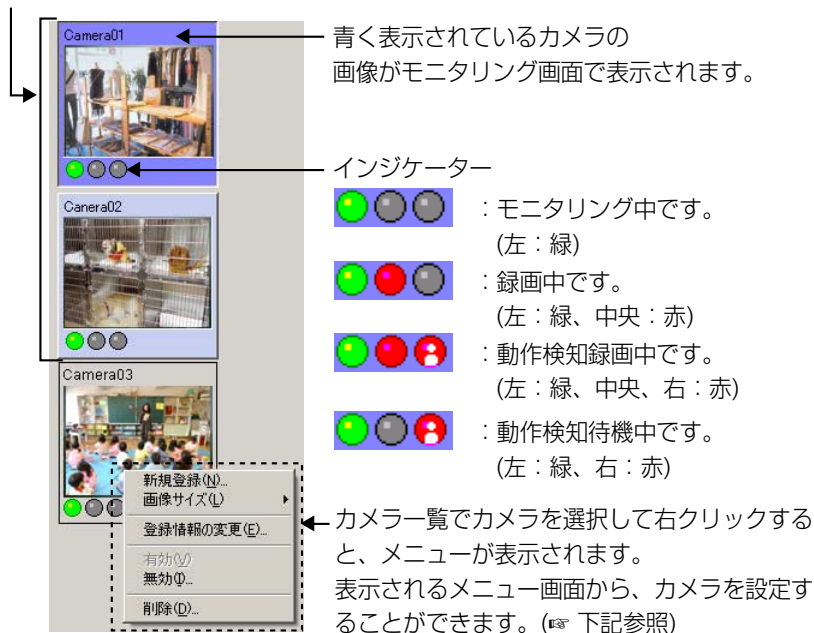 Camera01
青く表示されているカメラの
画像がモニタリング画面で表示されます。
インジケーター
：モニタリング中です。
(左：緑)
Canera02
：録画中です。
(左：緑、中央：赤)
：動作検知録画中です。
(左：緑、中央、右：赤)
Camera03
：動作検知待機中です。
(左：緑、右：赤)
新規登録(N)...
画像サイズ(L)
登録情報の変更(E)...
有効(V)
無効(I)...
削除(D)...
カメラ一覧でカメラを選択して右クリックする
と、メニューが表示されます。
表示されるメニュー画面から、カメラを設定す
ることができます。(☞ 下記参照)